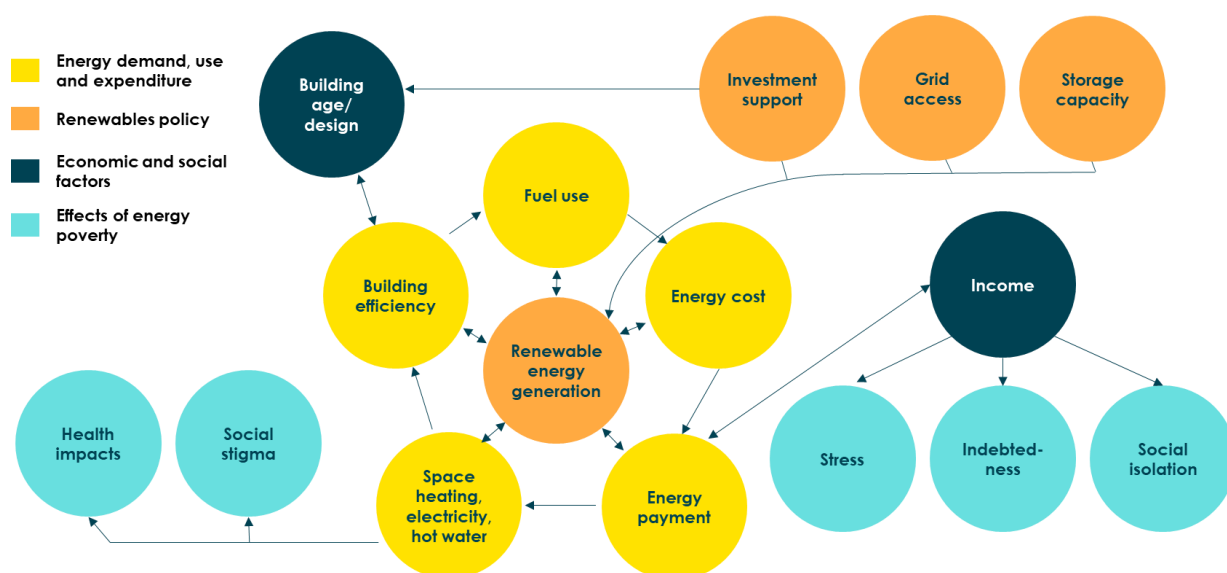 Energy demand, use
and expenditure
Renewables policy
Economic and social
factors
Effects of energy
poverty
Building
age/
design
Investment
support
Grid
access
Storage
capacity
Fuel use
Building
efficiency
Energy cost
Income
Renewable
energy
generation
Health
impacts
Social
stigma
Space
heating,
electricity,
hot water
Energy
payment
Stress
Indebted-
ness
Social
isolation